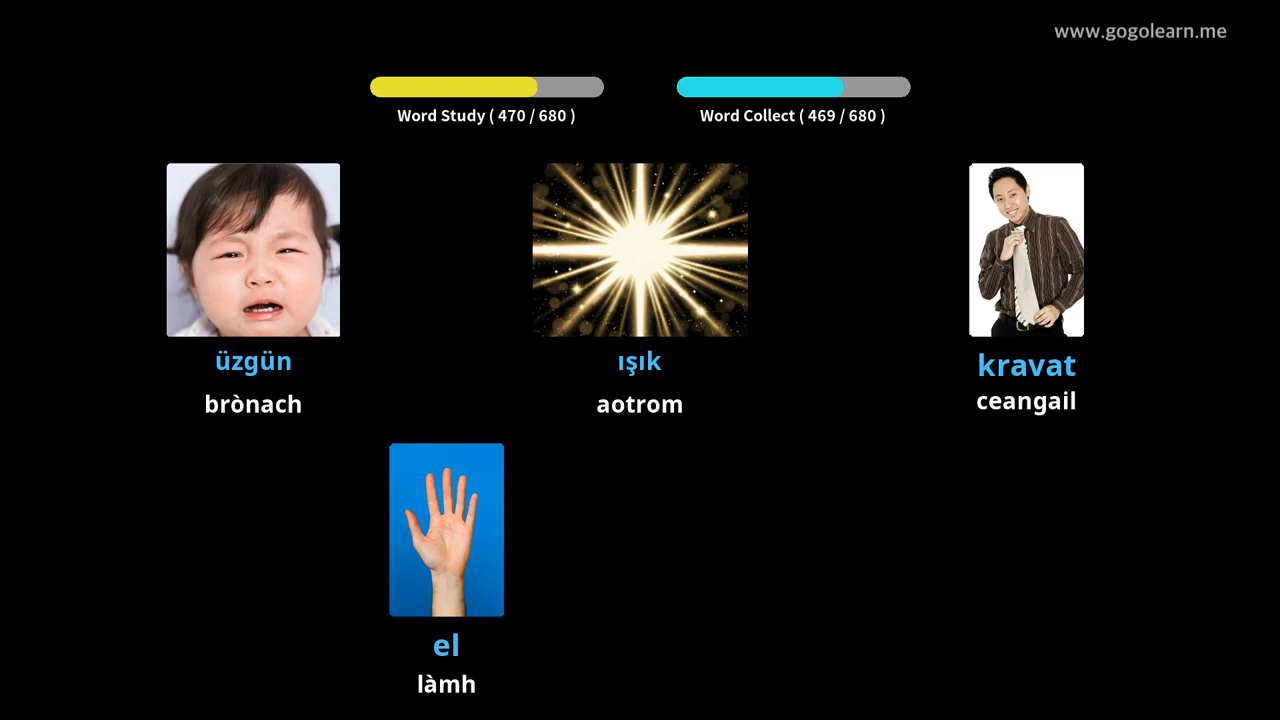 www.gogolearn.me
Word Study ( 470 / 680 )
Word Collect ( 469 / 680 )
üzgün
brònach
ışık
aotrom
kravat
ceangail
el
làmh